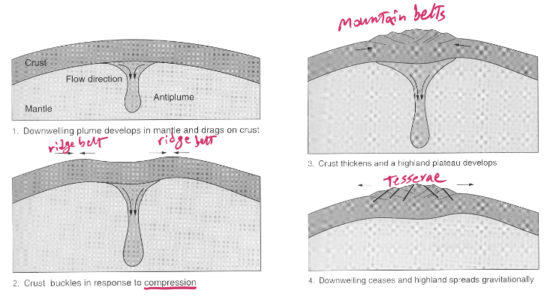 Crust
Flow direction
Antiplume
Mantle
1. Downwelling plume develops in mantle and drags on crust
ridge belt
ridge belt
2. Crust buckles in response to compression
Mountain belts
3. Crust thickens and a highland plateau develops
Tesserae
4. Downwelling ceases and highland spreads gravitationally